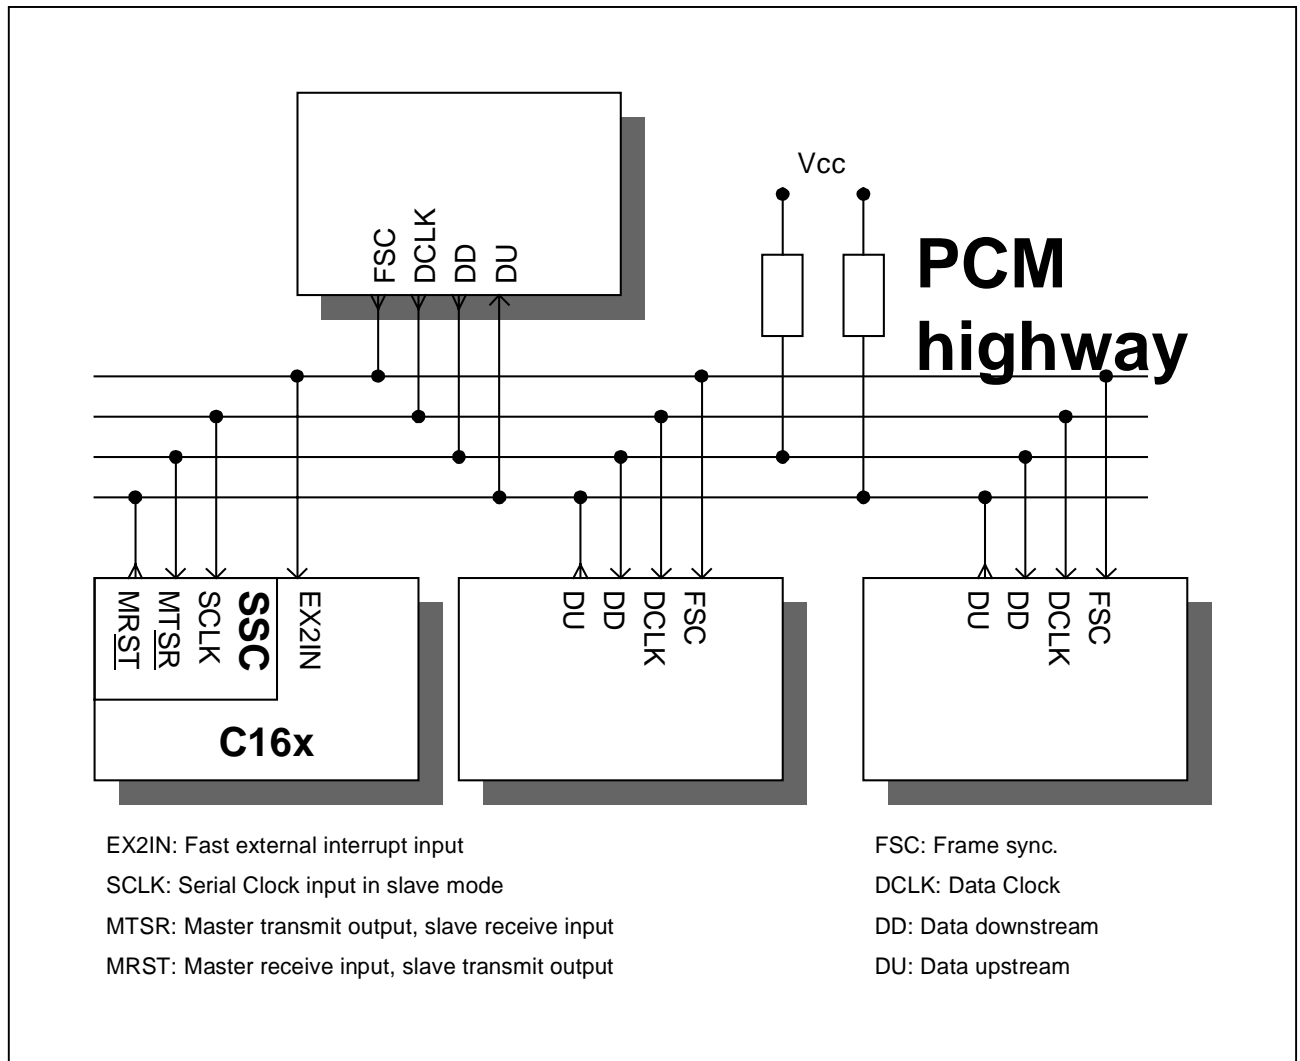 Vcc
PCM
highway
FSC
DCLK
DD
DU
MRST
MTSR
SCLK
SSC
EX2IN
C16x
DU
DD
DCLK
FSC
DU
DD
DCLK
FSC
EX2IN: Fast external interrupt input
SCLK: Serial Clock input in slave mode
MTSR: Master transmit output, slave receive input
MRST: Master receive input, slave transmit output
FSC: Frame sync.
DCLK: Data Clock
DD: Data downstream
DU: Data upstream